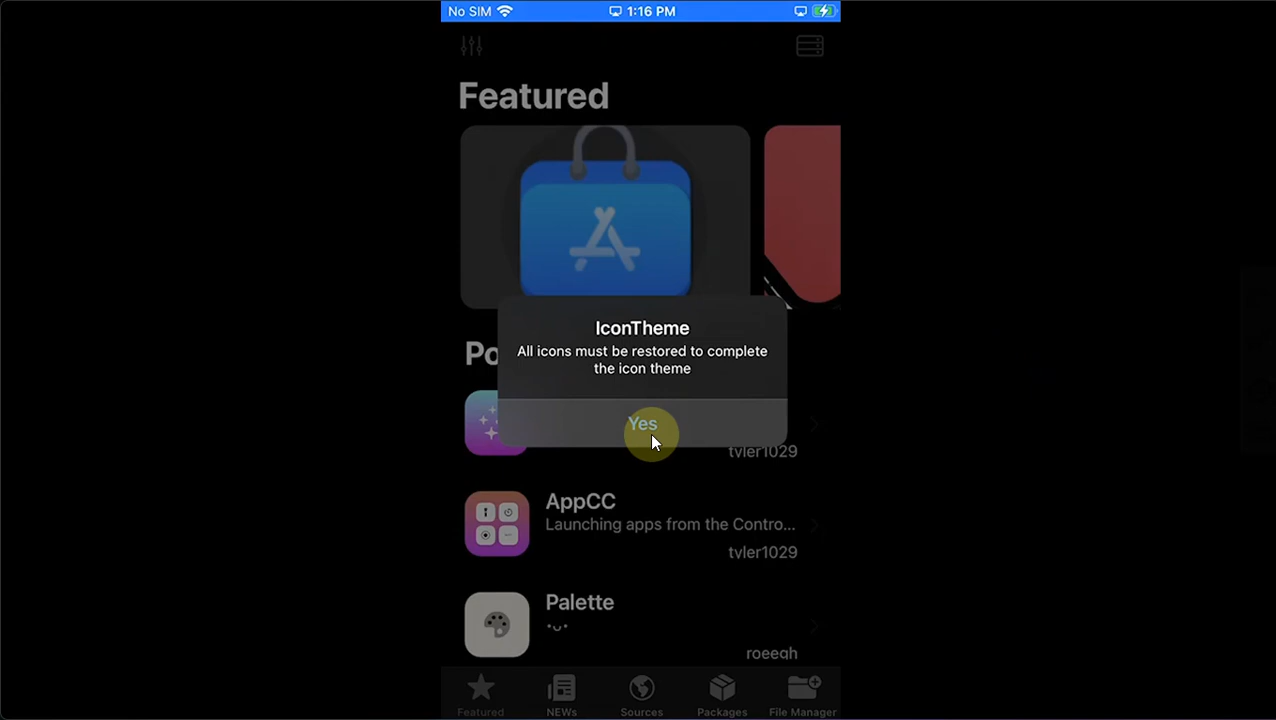 No SIM 1:16 PM
Featured
IconTheme
All icons must be restored to complete
the icon theme
Po
Yes
tyler1029
AppCC
Launching apps from the Contro...
tyler1029
Palette
•ᴗ•
roeegh
Featured NEWs Sources Packages File Manager